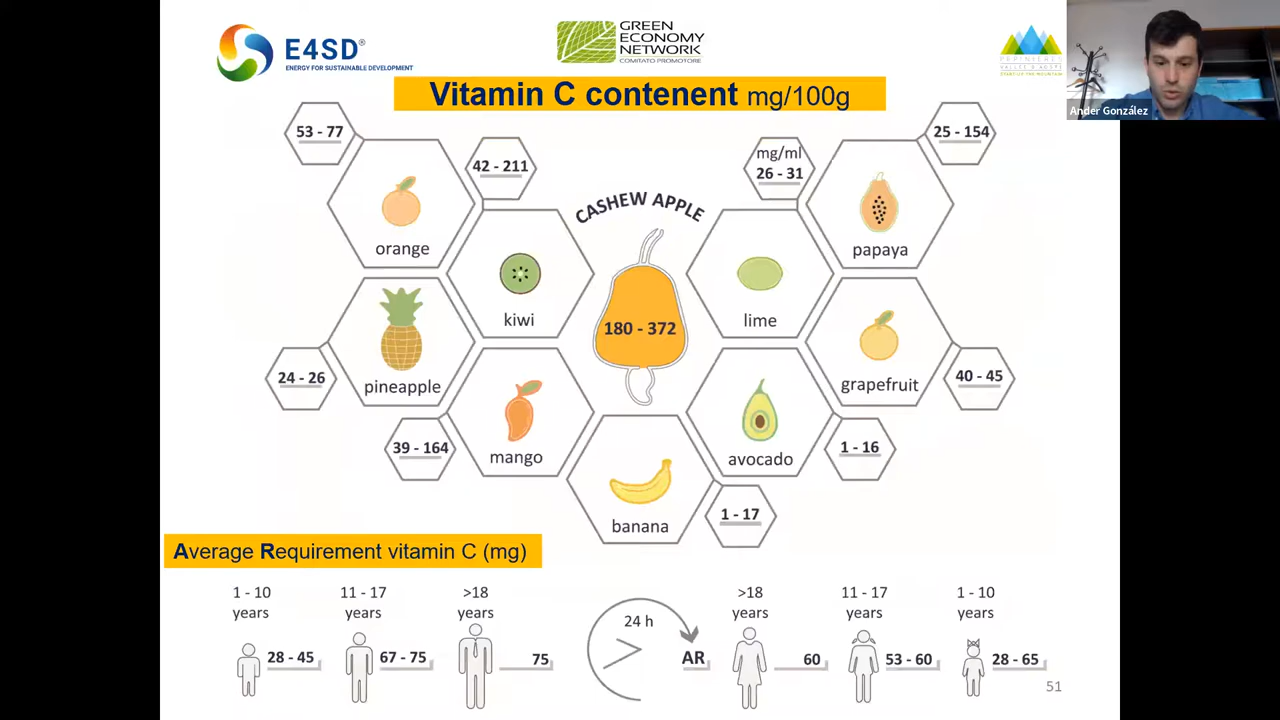 E4SD®
ENERGY FOR SUSTAINABLE DEVELOPMENT
GREEN
ECONOMY
NETWORK
COMITATO PROMOTORE
Ander González
Vitamin C contenent mg/100g
53 - 77
42 - 211
mg/ml
26 - 31
25 - 154
CASHEW APPLE
orange
papaya
kiwi
lime
180 - 372
24 - 26
pineapple
grapefruit
40 - 45
39 - 164
mango
avocado
1 - 16
banana
1 - 17
Average Requirement vitamin C (mg)
1 - 10
years
11 - 17
years
>18
years
24 h
>18
years
11 - 17
years
1 - 10
years
28 - 45
67 - 75
75
AR
60
53 - 60
28 - 65
51